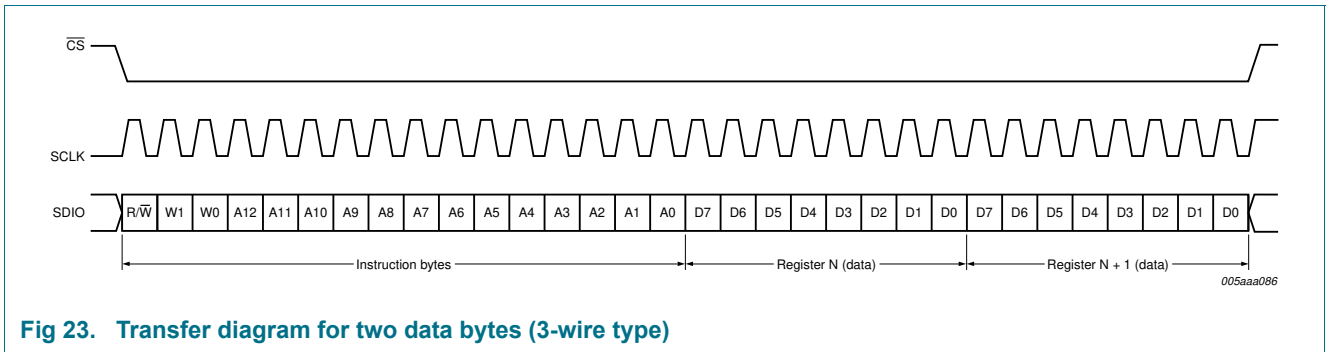 CS
SCLK
SDIO R/W W1 W0 A12 A11 A10 A9 A8 A7 A6 A5 A4 A3 A2 A1 A0 D7 D6 D5 D4 D3 D2 D1 D0 D7 D6 D5 D4 D3 D2 D1 D0
Instruction bytes Register N (data) Register N + 1 (data)
005aaa086
Fig 23. Transfer diagram for two data bytes (3-wire type)